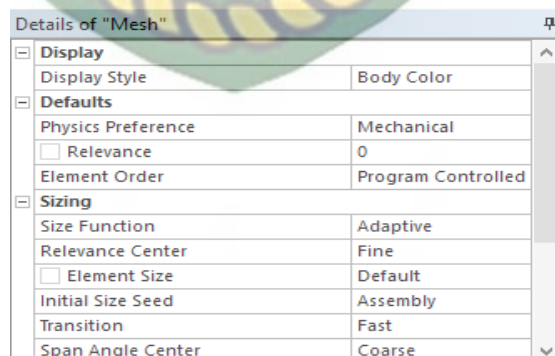 Details of "Mesh"
Display
Display Style Body Color
Defaults
Physics Preference Mechanical
Relevance 0
Element Order Program Controlled
Sizing
Size Function Adaptive
Relevance Center Fine
Element Size Default
Initial Size Seed Assembly
Transition Fast
Span Angle Center Coarse